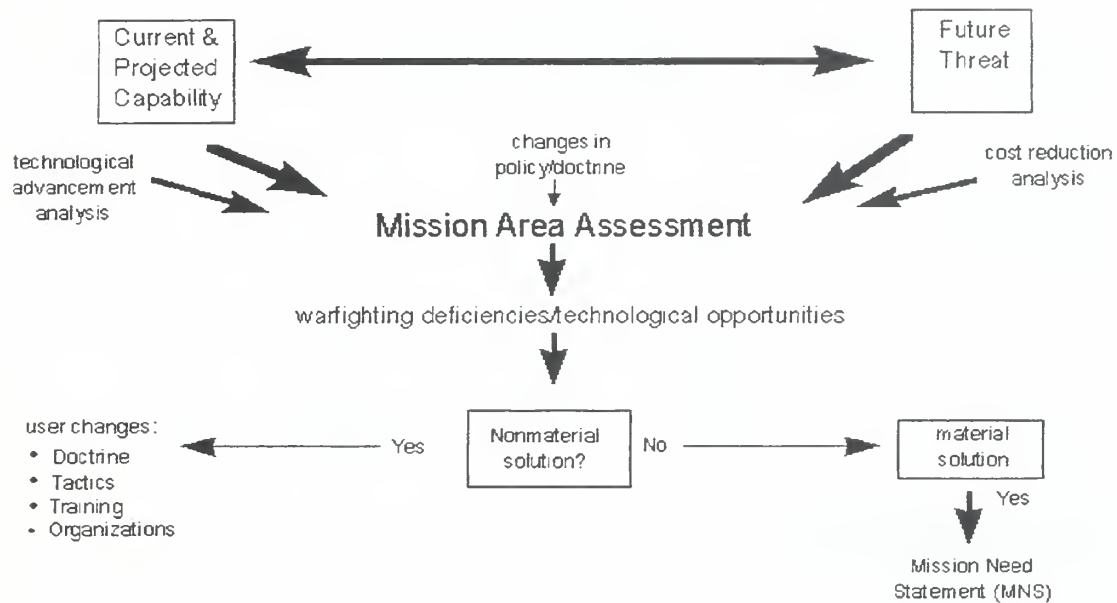 Current &
Projected
Capability
Future
Threat
technological
advancement
analysis
changes in
policy/doctrine
cost reduction
analysis
Mission Area Assessment
warfighting deficiencies/technological opportunities
user changes:
• Doctrine
• Tactics
• Training
• Organizations
Yes
Nonmaterial
solution?
No
material
solution
Yes
Mission Need
Statement (MNS)